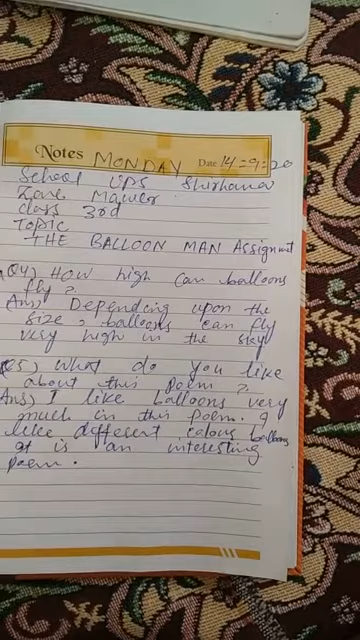 Notes MONDAY Date 14=9=20
School UPS Shirhama
Zone Mawer
Class 3rd
Topic
THE BALLOON MAN Assignment
Q4) How high can balloons
fly?
Ans) Depending upon the
size, balloons can fly
very high in the sky
Q5) What do you like
about this poem?
Ans) I like balloons very
much in this poem. I
like different colous balloons
It is an interesting
poem.